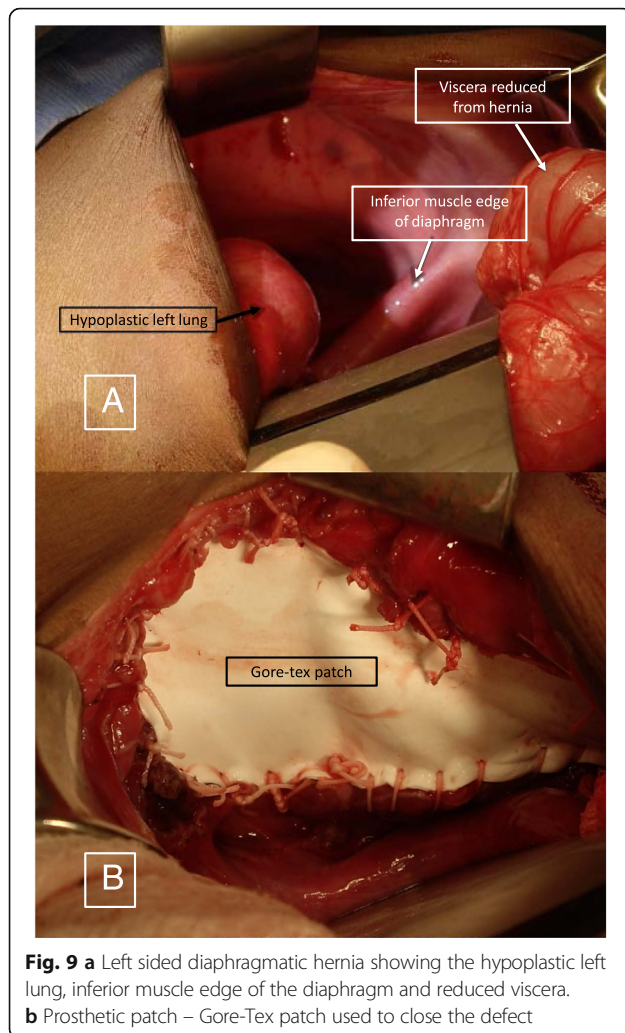 Viscera reduced
from hernia
Inferior muscle edge
of diaphragm
Hypoplastic left lung
A
Gore-tex patch
B
Fig. 9 a Left sided diaphragmatic hernia showing the hypoplastic left
lung, inferior muscle edge of the diaphragm and reduced viscera.
b Prosthetic patch – Gore-Tex patch used to close the defect